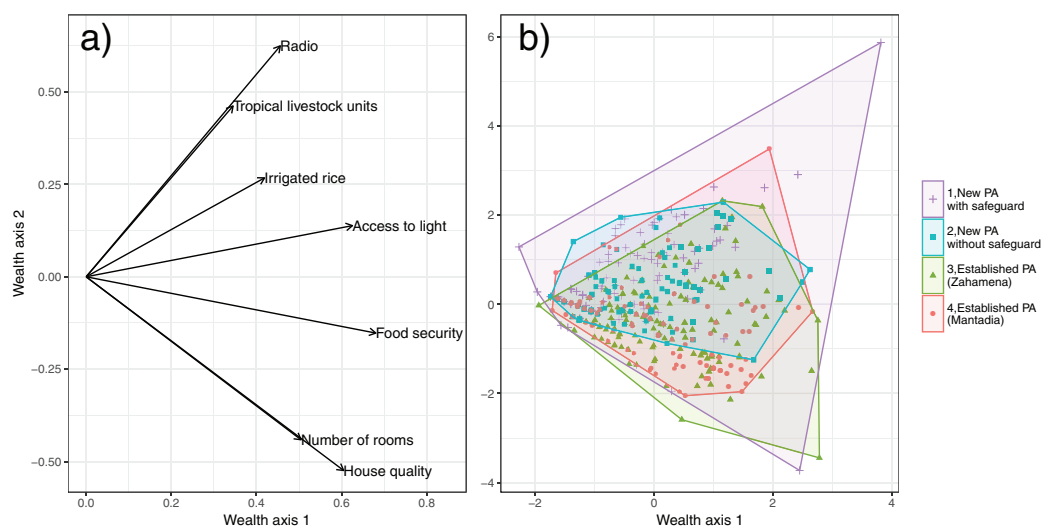 a)
Radio
Tropical livestock units
Irrigated rice
Access to light
Food security
Number of rooms
House quality
0.50
0.25
0.00
−0.25
−0.50
0.0
0.2
0.4
0.6
0.8
Wealth axis 1
Wealth axis 2
b)
6
4
2
0
−2
−4
−2
0
2
4
Wealth axis 1
1,New PA
with safeguard
2,New PA
without safeguard
3,Established PA
(Zahamena)
4,Established PA
(Mantadia)